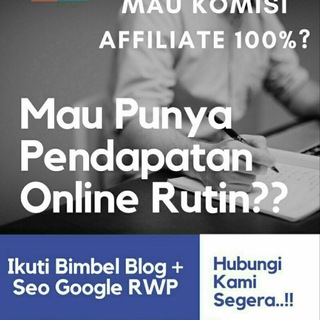 MAU KOMISI
AFFILIATE 100%?
Mau Punya
Pendapatan
Online Rutin??
Ikuti Bimbel Blog +
Seo Google RWP
Hubungi
Kami
Segera..!!